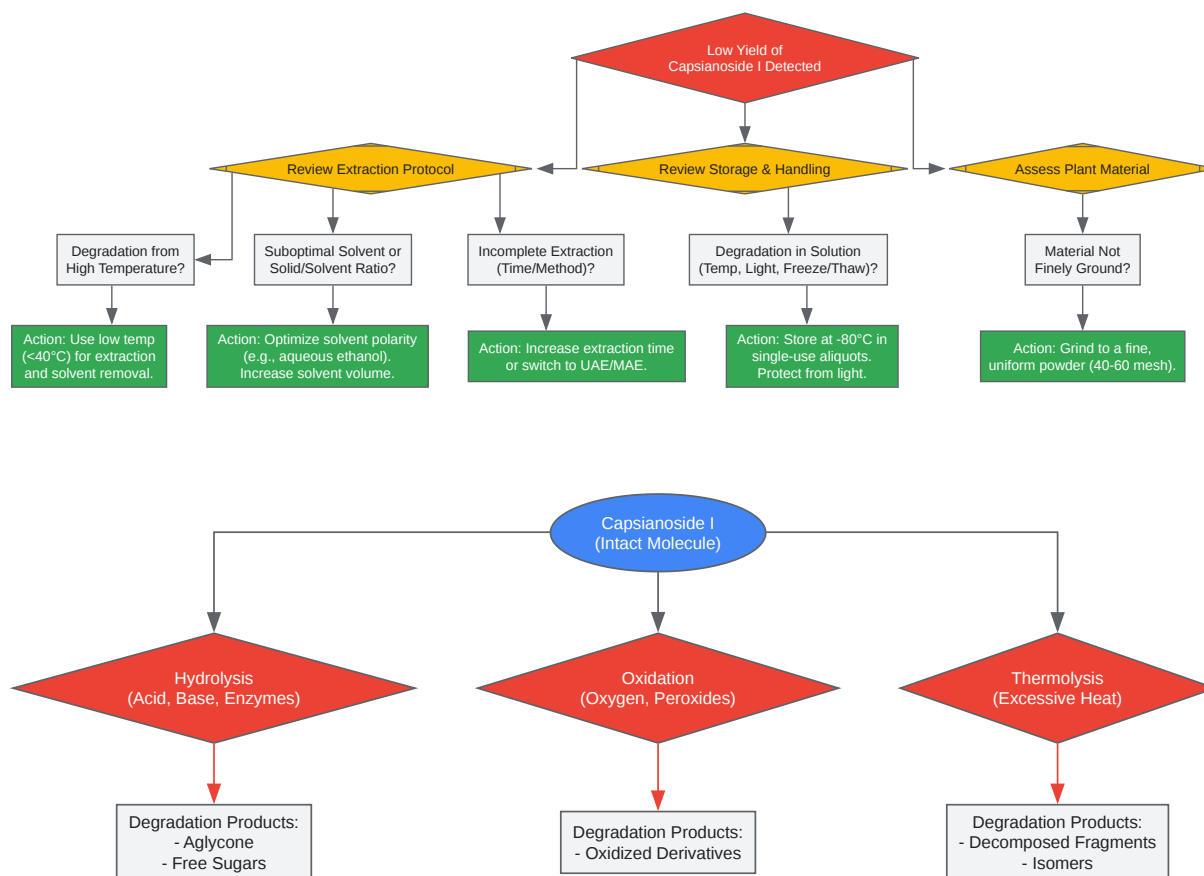 Low Yield of
Capsianoside I Detected
Review Extraction Protocol
Review Storage & Handling
Assess Plant Material
Degradation from
High Temperature?
Suboptimal Solvent or
Solid/Solvent Ratio?
Incomplete Extraction
(Time/Method)?
Degradation in Solution
(Temp, Light, Freeze/Thaw)?
Material Not
Finely Ground?
Action: Use low temp
(<40°C) for extraction
and solvent removal.
Action: Optimize solvent polarity
(e.g., aqueous ethanol).
Increase solvent volume.
Action: Increase extraction time
or switch to UAE/MAE.
Action: Store at -80°C in
single-use aliquots.
Protect from light.
Action: Grind to a fine,
uniform powder (40-60 mesh).
Capsianoside I
(Intact Molecule)
Hydrolysis
(Acid, Base, Enzymes)
Oxidation
(Oxygen, Peroxides)
Thermolysis
(Excessive Heat)
Degradation Products:
- Aglycone
- Free Sugars
Degradation Products:
- Oxidized Derivatives
Degradation Products:
- Decomposed Fragments
- Isomers